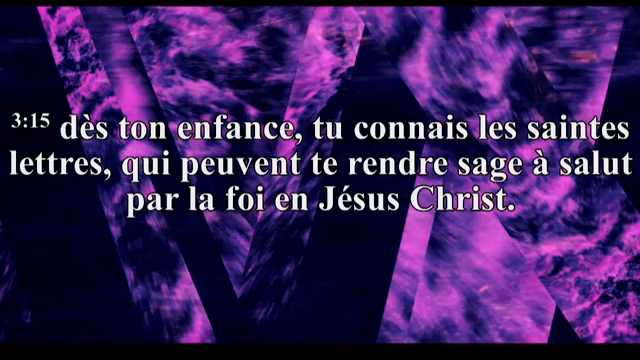 3:15 dès ton enfance, tu connais les saintes
lettres, qui peuvent te rendre sage à salut
par la foi en Jésus Christ.